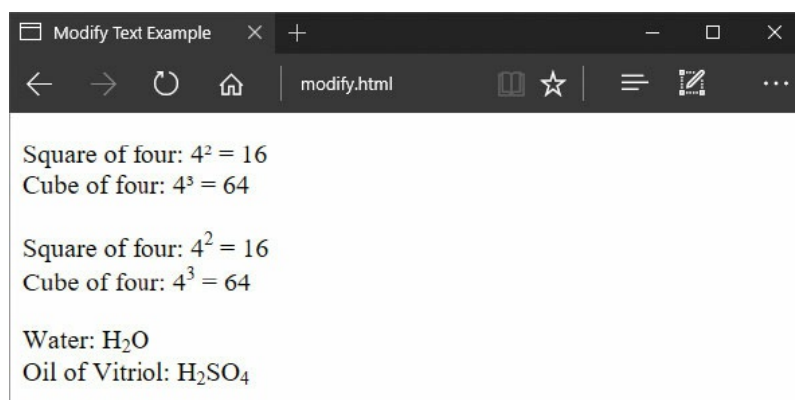 Modify Text Example
modify.html
Square of four: 4² = 16
Cube of four: 4³ = 64
Square of four: 4² = 16
Cube of four: 4³ = 64
Water: H₂O
Oil of Vitriol: H₂SO₄